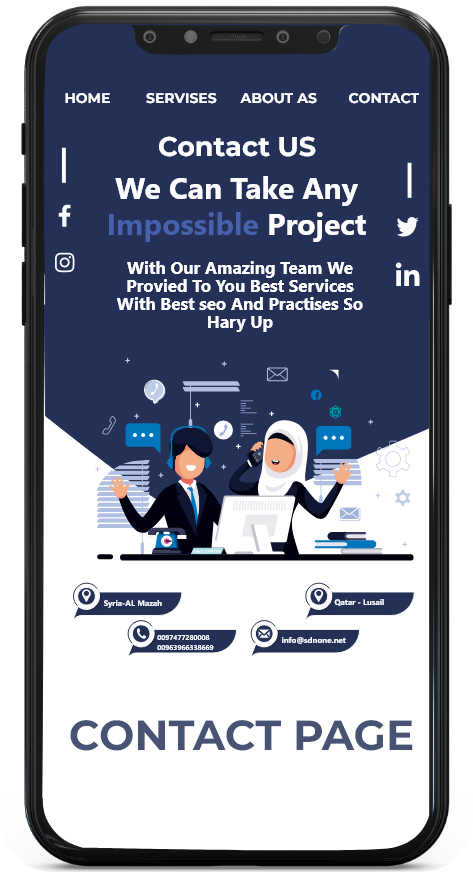 HOME SERVISES ABOUT AS CONTACT
Contact US
We Can Take Any
Impossible Project
With Our Amazing Team We
Provied To You Best Services
With Best seo And Practises So
Hary Up
Syria-AL Mazah
Qatar - Lusail
0097477280008
00963966338669
info@sdnone.net
CONTACT PAGE